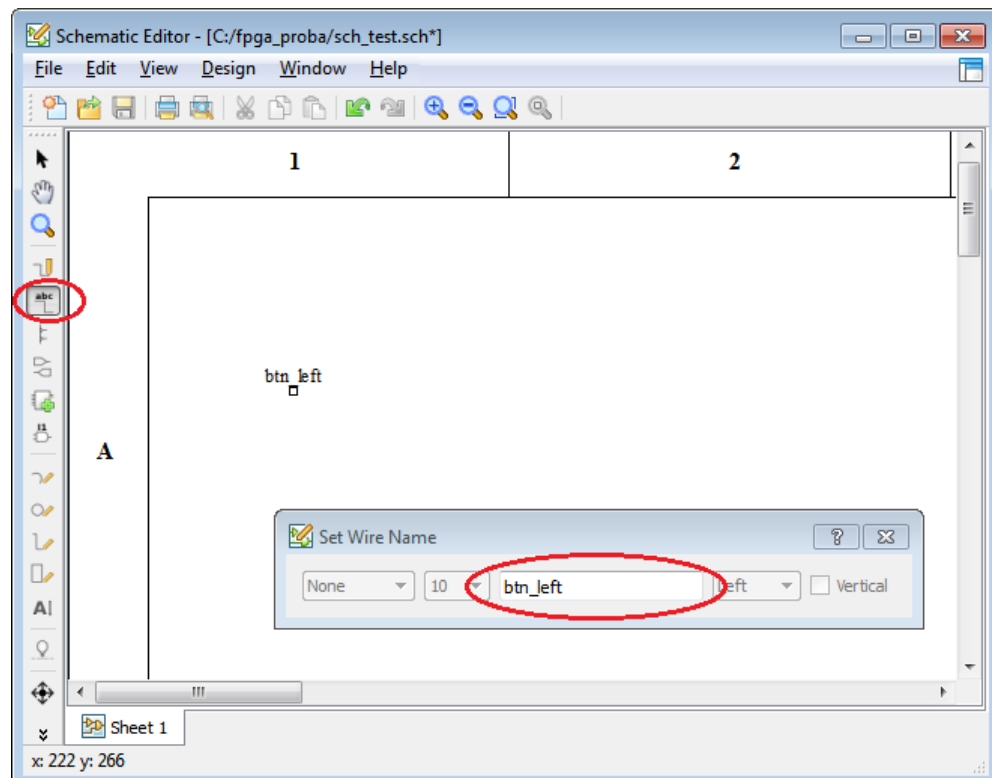 Schematic Editor - [C:/fpga_proba/sch_test.sch*]
File Edit View Design Window Help
1 2
abc
btn_left
A
Set Wire Name
None 10 btn_left Left Vertical
A
Sheet 1
x: 222 y: 266